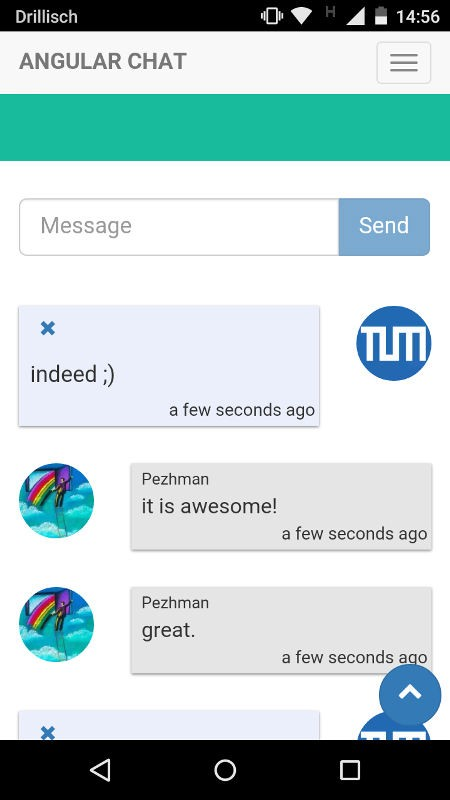 Drillisch H 14:56
ANGULAR CHAT
Message Send
indeed ;)
TUM
a few seconds ago
Pezhman
it is awesome!
a few seconds ago
Pezhman
great.
a few seconds ago